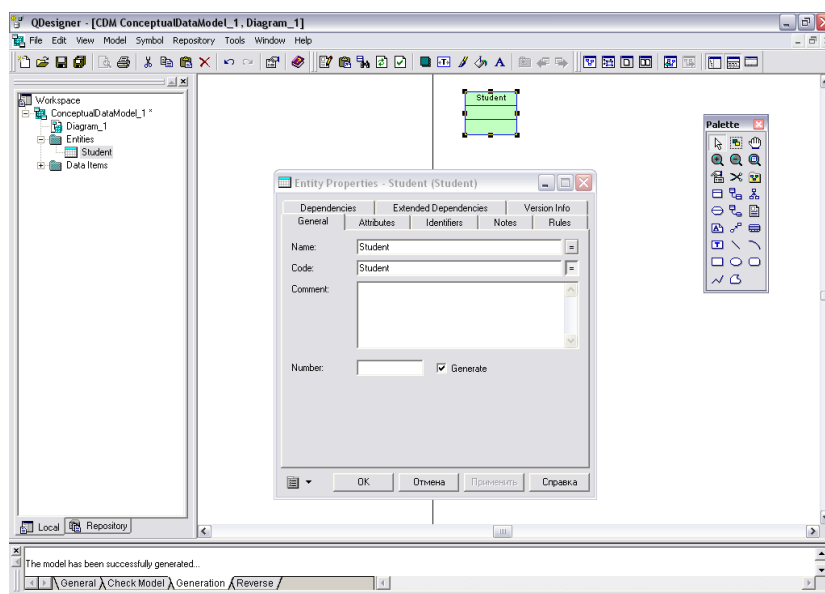 QDesigner - [CDM ConceptualDataModel_1, Diagram_1]
File Edit View Model Symbol Repository Tools Window Help
Workspace
ConceptualDataModel_1 *
Diagram_1
Entities
Student
Data Items
Student
Palette
Entity Properties - Student (Student)
Dependencies Extended Dependencies Version Info
General Attributes Identifiers Notes Rules
Name: Student =
Code: Student =
Comment:
Number: Generate
OK Отмена Применить Справка
Local Repository
The model has been successfully generated...
General Check Model Generation Reverse